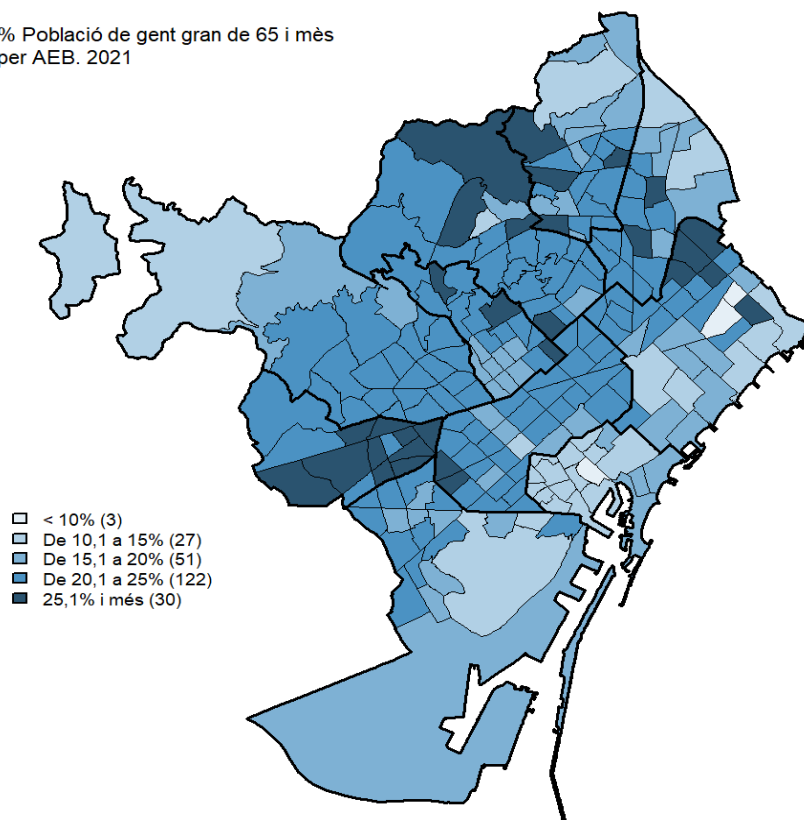 % Població de gent gran de 65 i mès
per AEB. 2021
< 10% (3)
De 10,1 a 15% (27)
De 15,1 a 20% (51)
De 20,1 a 25% (122)
25,1% i més (30)